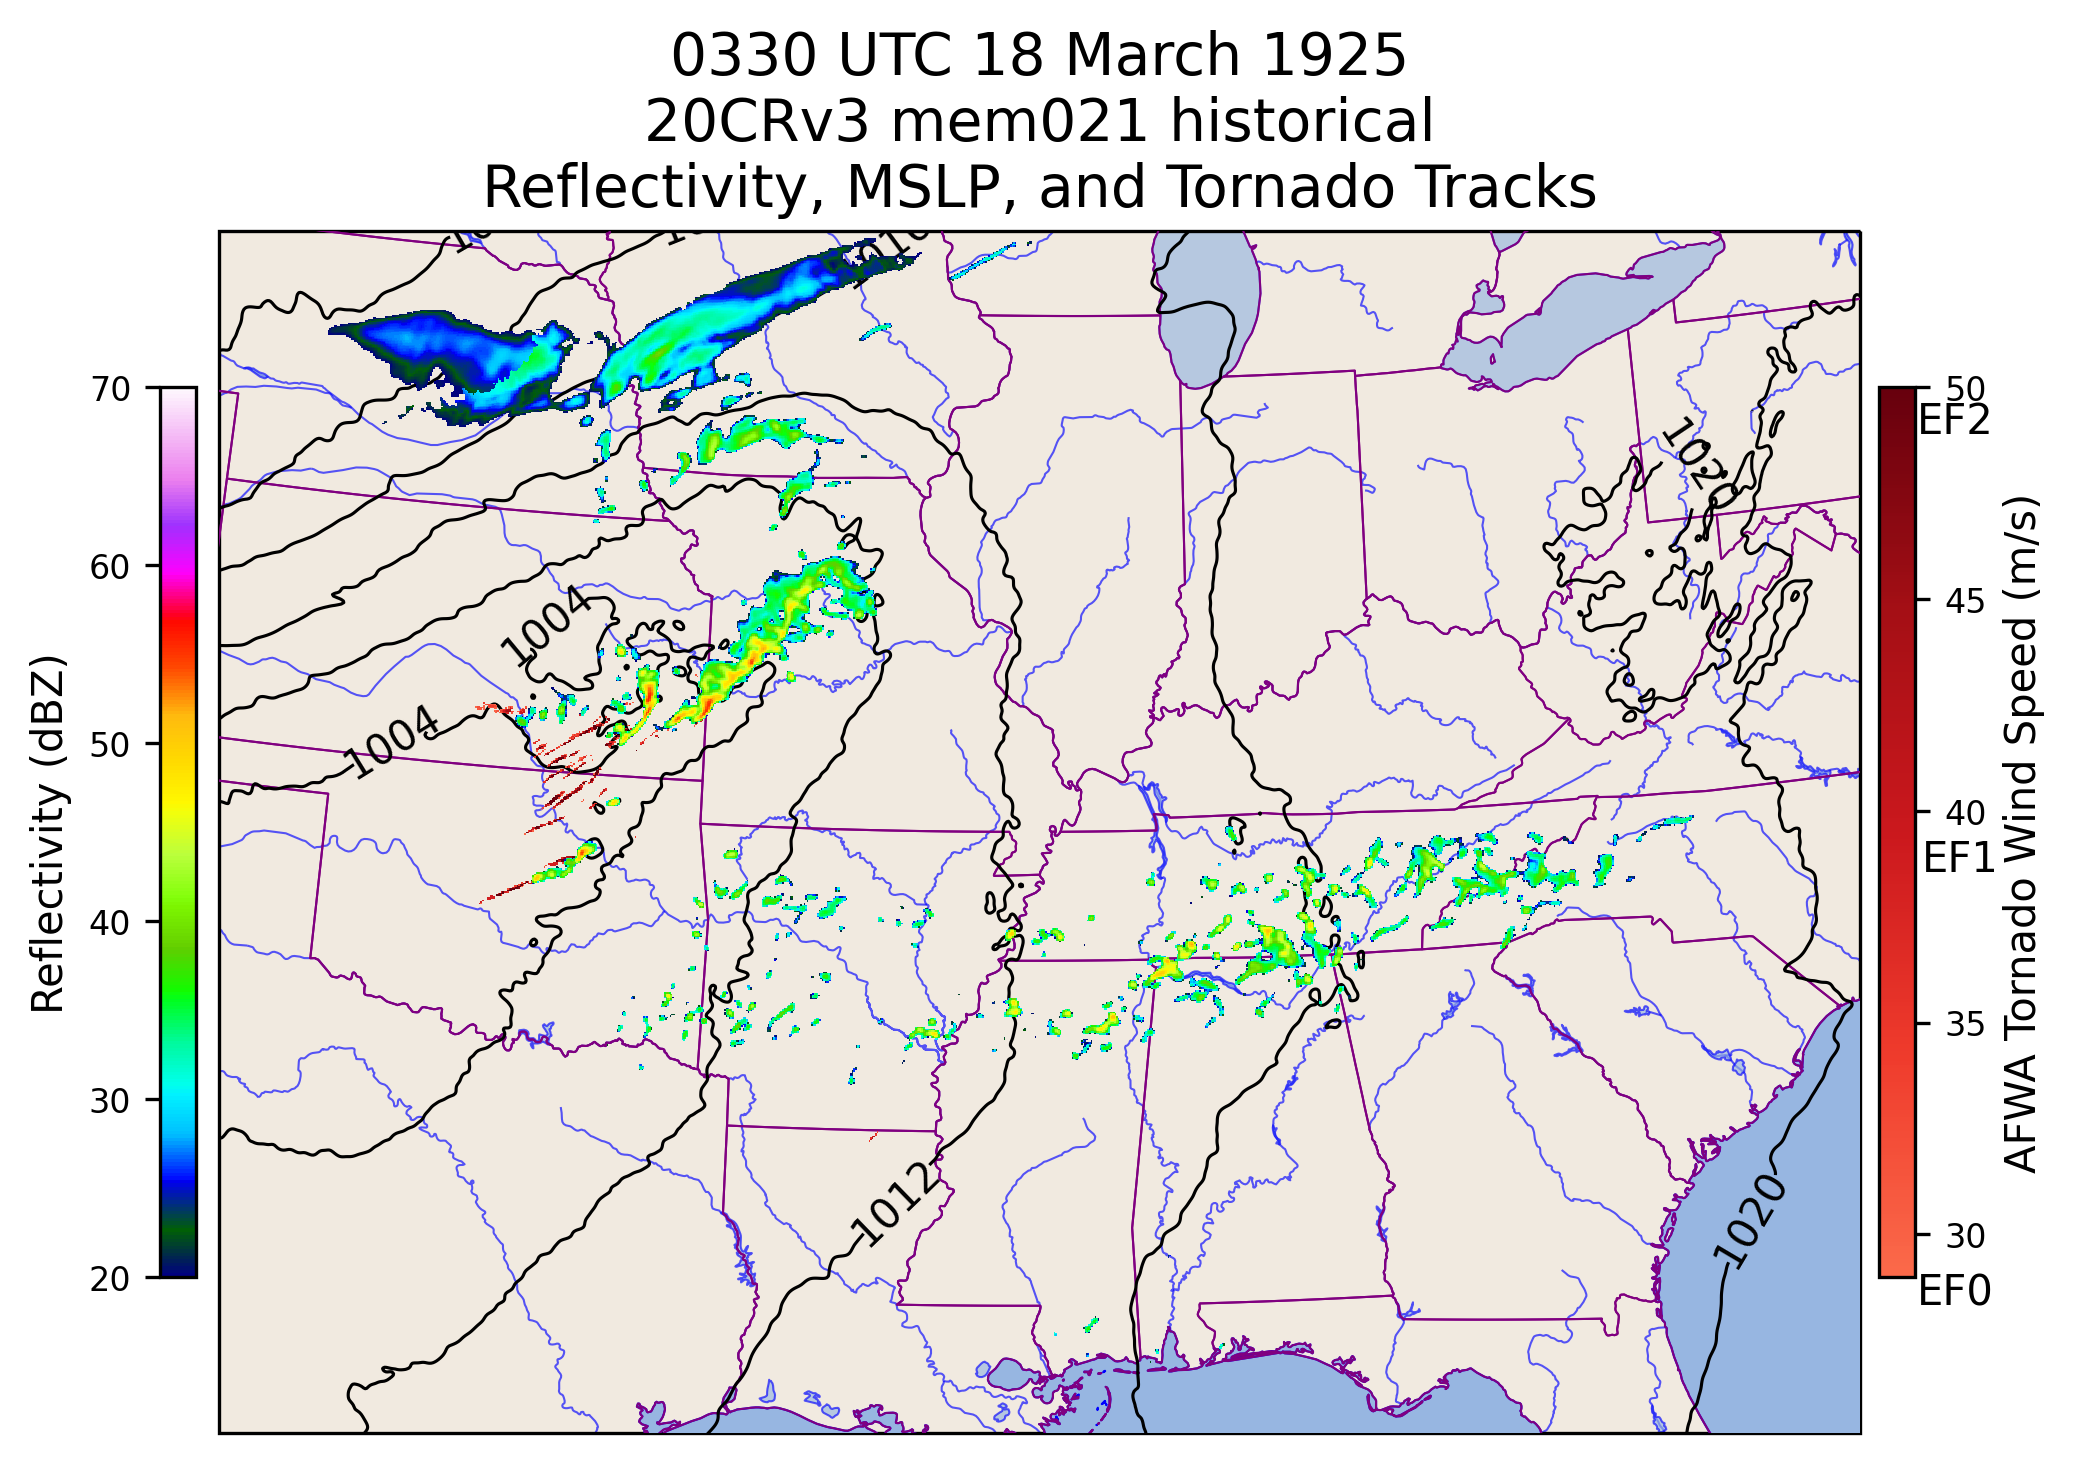 0330 UTC 18 March 1925
20CRv3 mem021 historical
Reflectivity, MSLP, and Tornado Tracks
1016
1020
1004
1004
1012
1020
Reflectivity (dBZ)
70
60
50
40
30
20
AFWA Tornado Wind Speed (m/s)
50
EF2
45
40
EF1
35
30
EF0